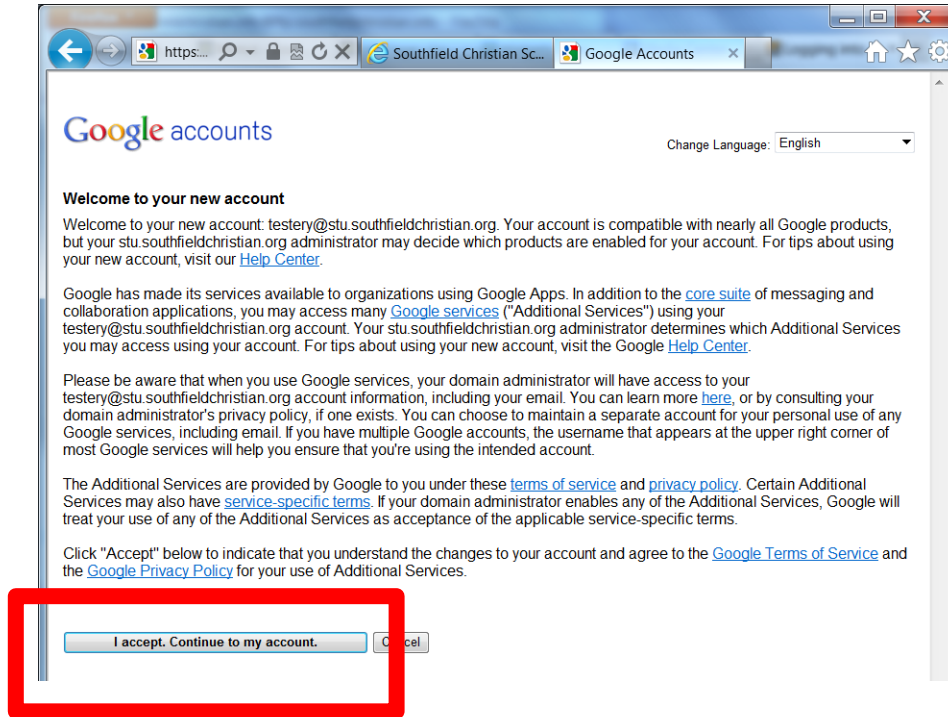 https:...
Southfield Christian Sc...
Google Accounts
Google accounts
Change Language: English
Welcome to your new account
Welcome to your new account: testery@stu.southfieldchristian.org. Your account is compatible with nearly all Google products,
but your stu.southfieldchristian.org administrator may decide which products are enabled for your account. For tips about using
your new account, visit our Help Center.
Google has made its services available to organizations using Google Apps. In addition to the core suite of messaging and
collaboration applications, you may access many Google services ("Additional Services") using your
testery@stu.southfieldchristian.org account. Your stu.southfieldchristian.org administrator determines which Additional Services
you may access using your account. For tips about using your new account, visit the Google Help Center.
Please be aware that when you use Google services, your domain administrator will have access to your
testery@stu.southfieldchristian.org account information, including your email. You can learn more here, or by consulting your
domain administrator's privacy policy, if one exists. You can choose to maintain a separate account for your personal use of any
Google services, including email. If you have multiple Google accounts, the username that appears at the upper right corner of
most Google services will help you ensure that you're using the intended account.
The Additional Services are provided by Google to you under these terms of service and privacy policy. Certain Additional
Services may also have service-specific terms. If your domain administrator enables any of the Additional Services, Google will
treat your use of any of the Additional Services as acceptance of the applicable service-specific terms.
Click "Accept" below to indicate that you understand the changes to your account and agree to the Google Terms of Service and
the Google Privacy Policy for your use of Additional Services.
I accept. Continue to my account.